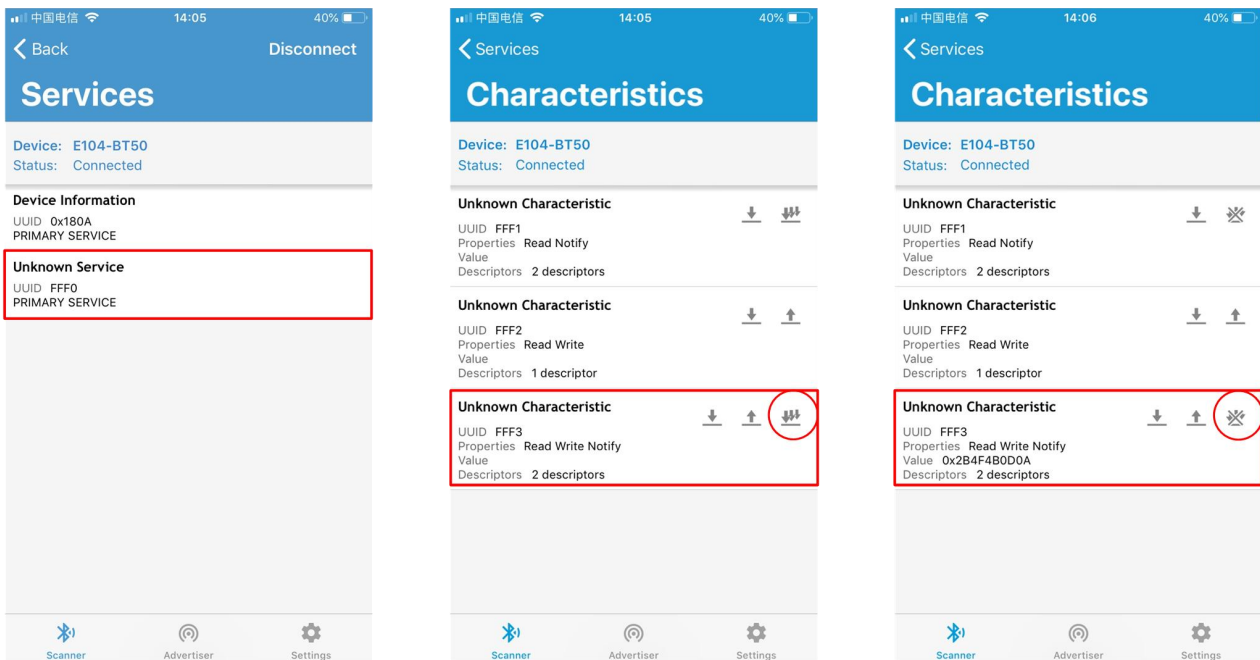 中国电信 14:05 40%
Back Disconnect
Services
Device: E104-BT50
Status: Connected
Device Information
UUID 0x180A
PRIMARY SERVICE
Unknown Service
UUID FFF0
PRIMARY SERVICE
Scanner Advertiser Settings
中国电信 14:05 40%
Services
Characteristics
Device: E104-BT50
Status: Connected
Unknown Characteristic
UUID FFF1
Properties Read Notify
Value
Descriptors 2 descriptors
Unknown Characteristic
UUID FFF2
Properties Read Write
Value
Descriptors 1 descriptor
Unknown Characteristic
UUID FFF3
Properties Read Write Notify
Value
Descriptors 2 descriptors
Scanner Advertiser Settings
中国电信 14:06 40%
Services
Characteristics
Device: E104-BT50
Status: Connected
Unknown Characteristic
UUID FFF1
Properties Read Notify
Value
Descriptors 2 descriptors
Unknown Characteristic
UUID FFF2
Properties Read Write
Value
Descriptors 1 descriptor
Unknown Characteristic
UUID FFF3
Properties Read Write Notify
Value 0x2B4F4B0D0A
Descriptors 2 descriptors
Scanner Advertiser Settings